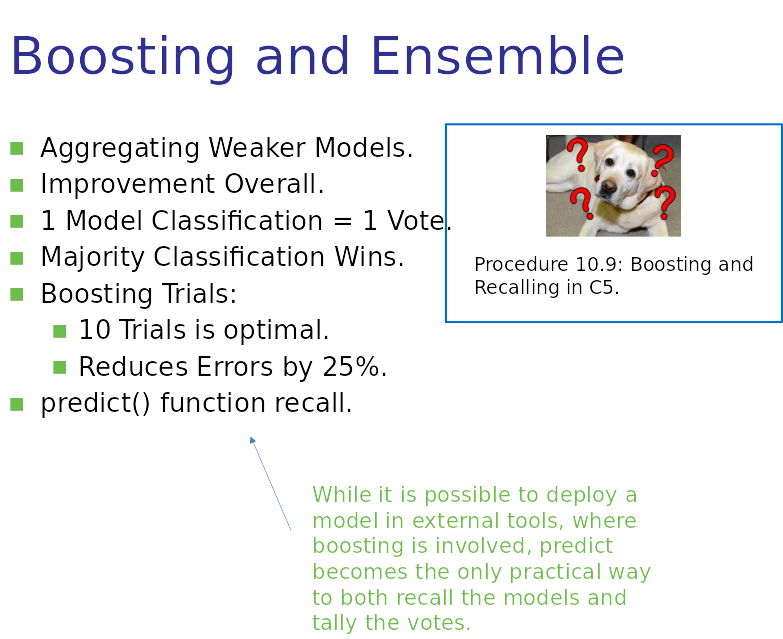 Boosting and Ensemble
Aggregating Weaker Models.
Improvement Overall.
1 Model Classification = 1 Vote.
Majority Classification Wins.
Boosting Trials:
10 Trials is optimal.
Reduces Errors by 25%.
predict() function recall.
? ? ? ?
Procedure 10.9: Boosting and
Recalling in C5.
While it is possible to deploy a
model in external tools, where
boosting is involved, predict
becomes the only practical way
to both recall the models and
tally the votes.